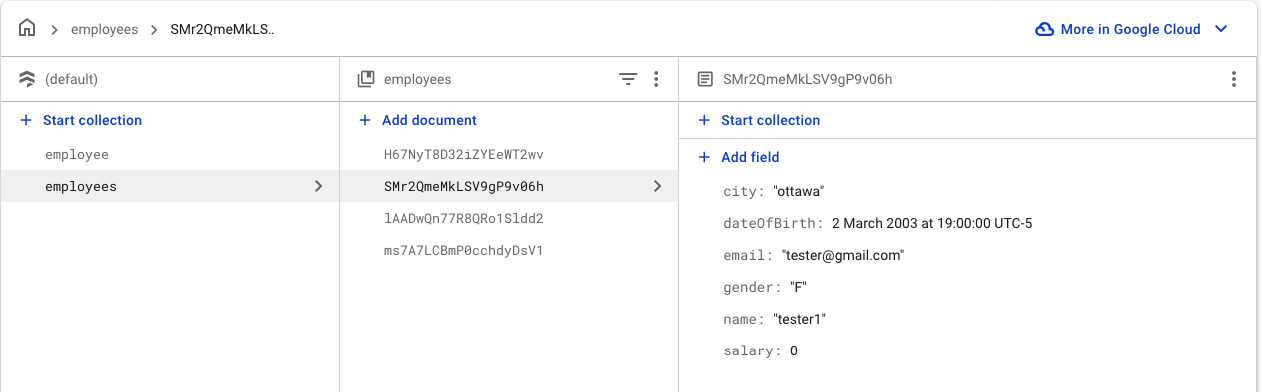 employees SMr2QmeMkLS..
More in Google Cloud
(default)
employees
SMr2QmeMkLSV9gP9v06h
Start collection
employee
employees
Add document
H67NyT8D32iZYEeWT2wv
SMr2QmeMkLSV9gP9v06h
lAADwQn77R8QRo1Sldd2
ms7A7LCBmP0cchdyDsV1
Start collection
Add field
city: "ottawa"
dateOfBirth: 2 March 2003 at 19:00:00 UTC-5
email: "tester@gmail.com"
gender: "F"
name: "tester1"
salary: 0